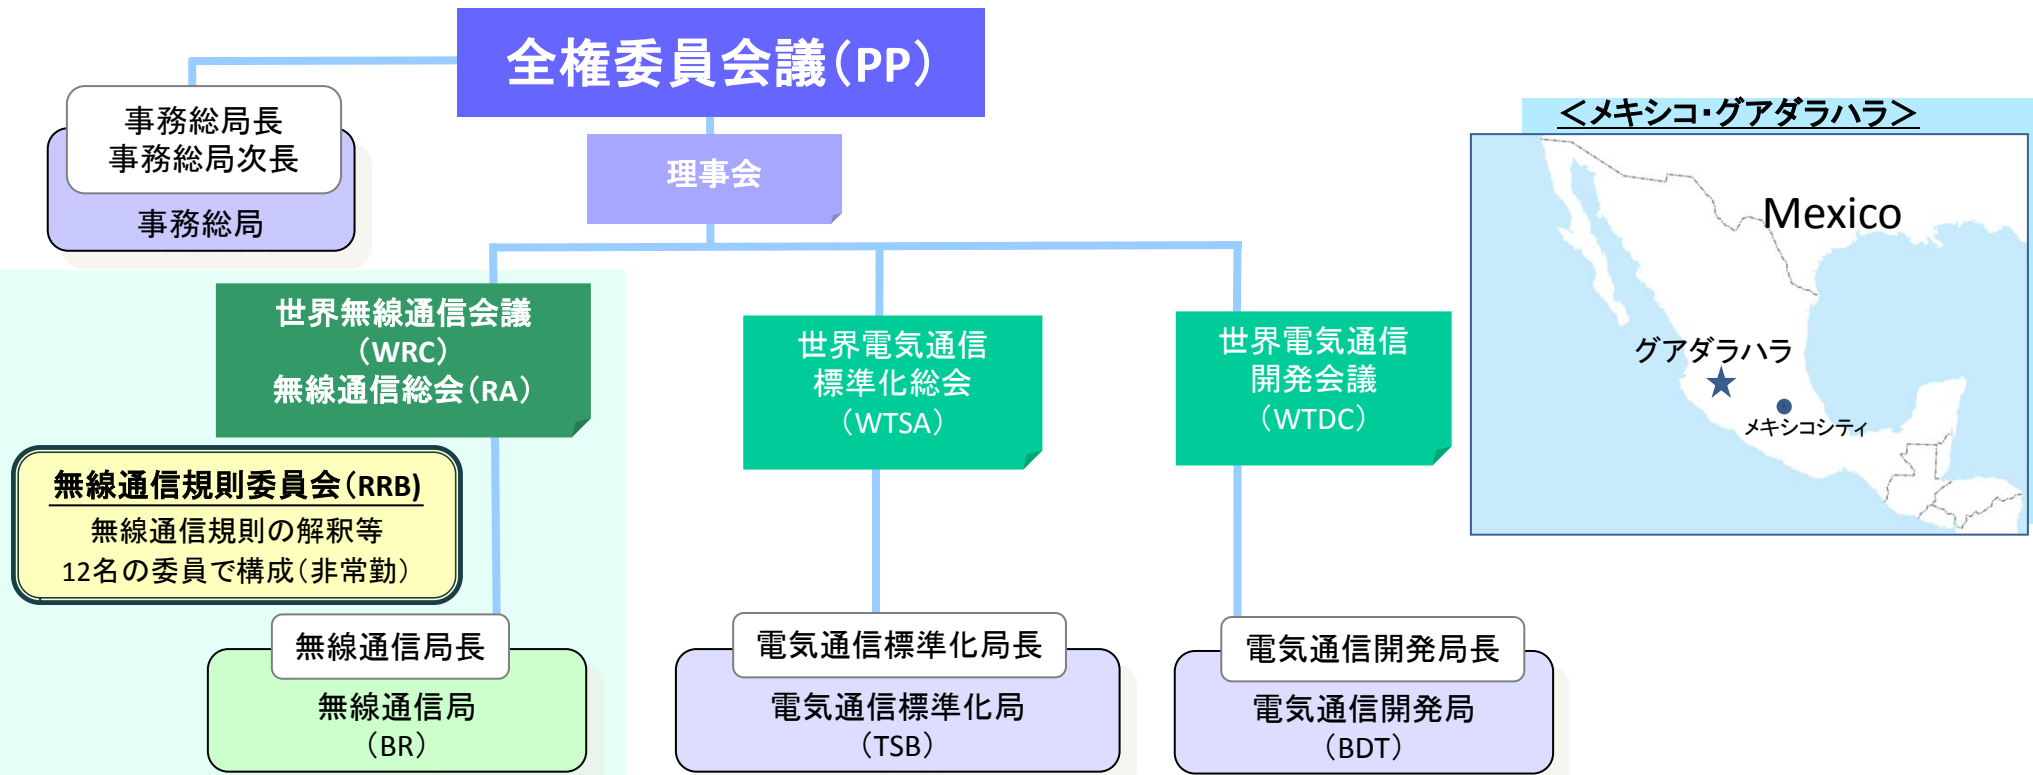 全権委員会議(PP)
事務総局長
事務総局次長
事務総局
理事会
世界無線通信会議
(WRC)
無線通信総会(RA)
世界電気通信
標準化総会
(WTSA)
世界電気通信
開発会議
(WTDC)
無線通信規則委員会(RRB)
無線通信規則の解釈等
12名の委員で構成(非常勤)
無線通信局長
無線通信局
(BR)
電気通信標準化局長
電気通信標準化局
(TSB)
電気通信開発局長
電気通信開発局
(BDT)
<メキシコ・グアダラハラ>
Mexico
グアダラハラ
メキシコシティ